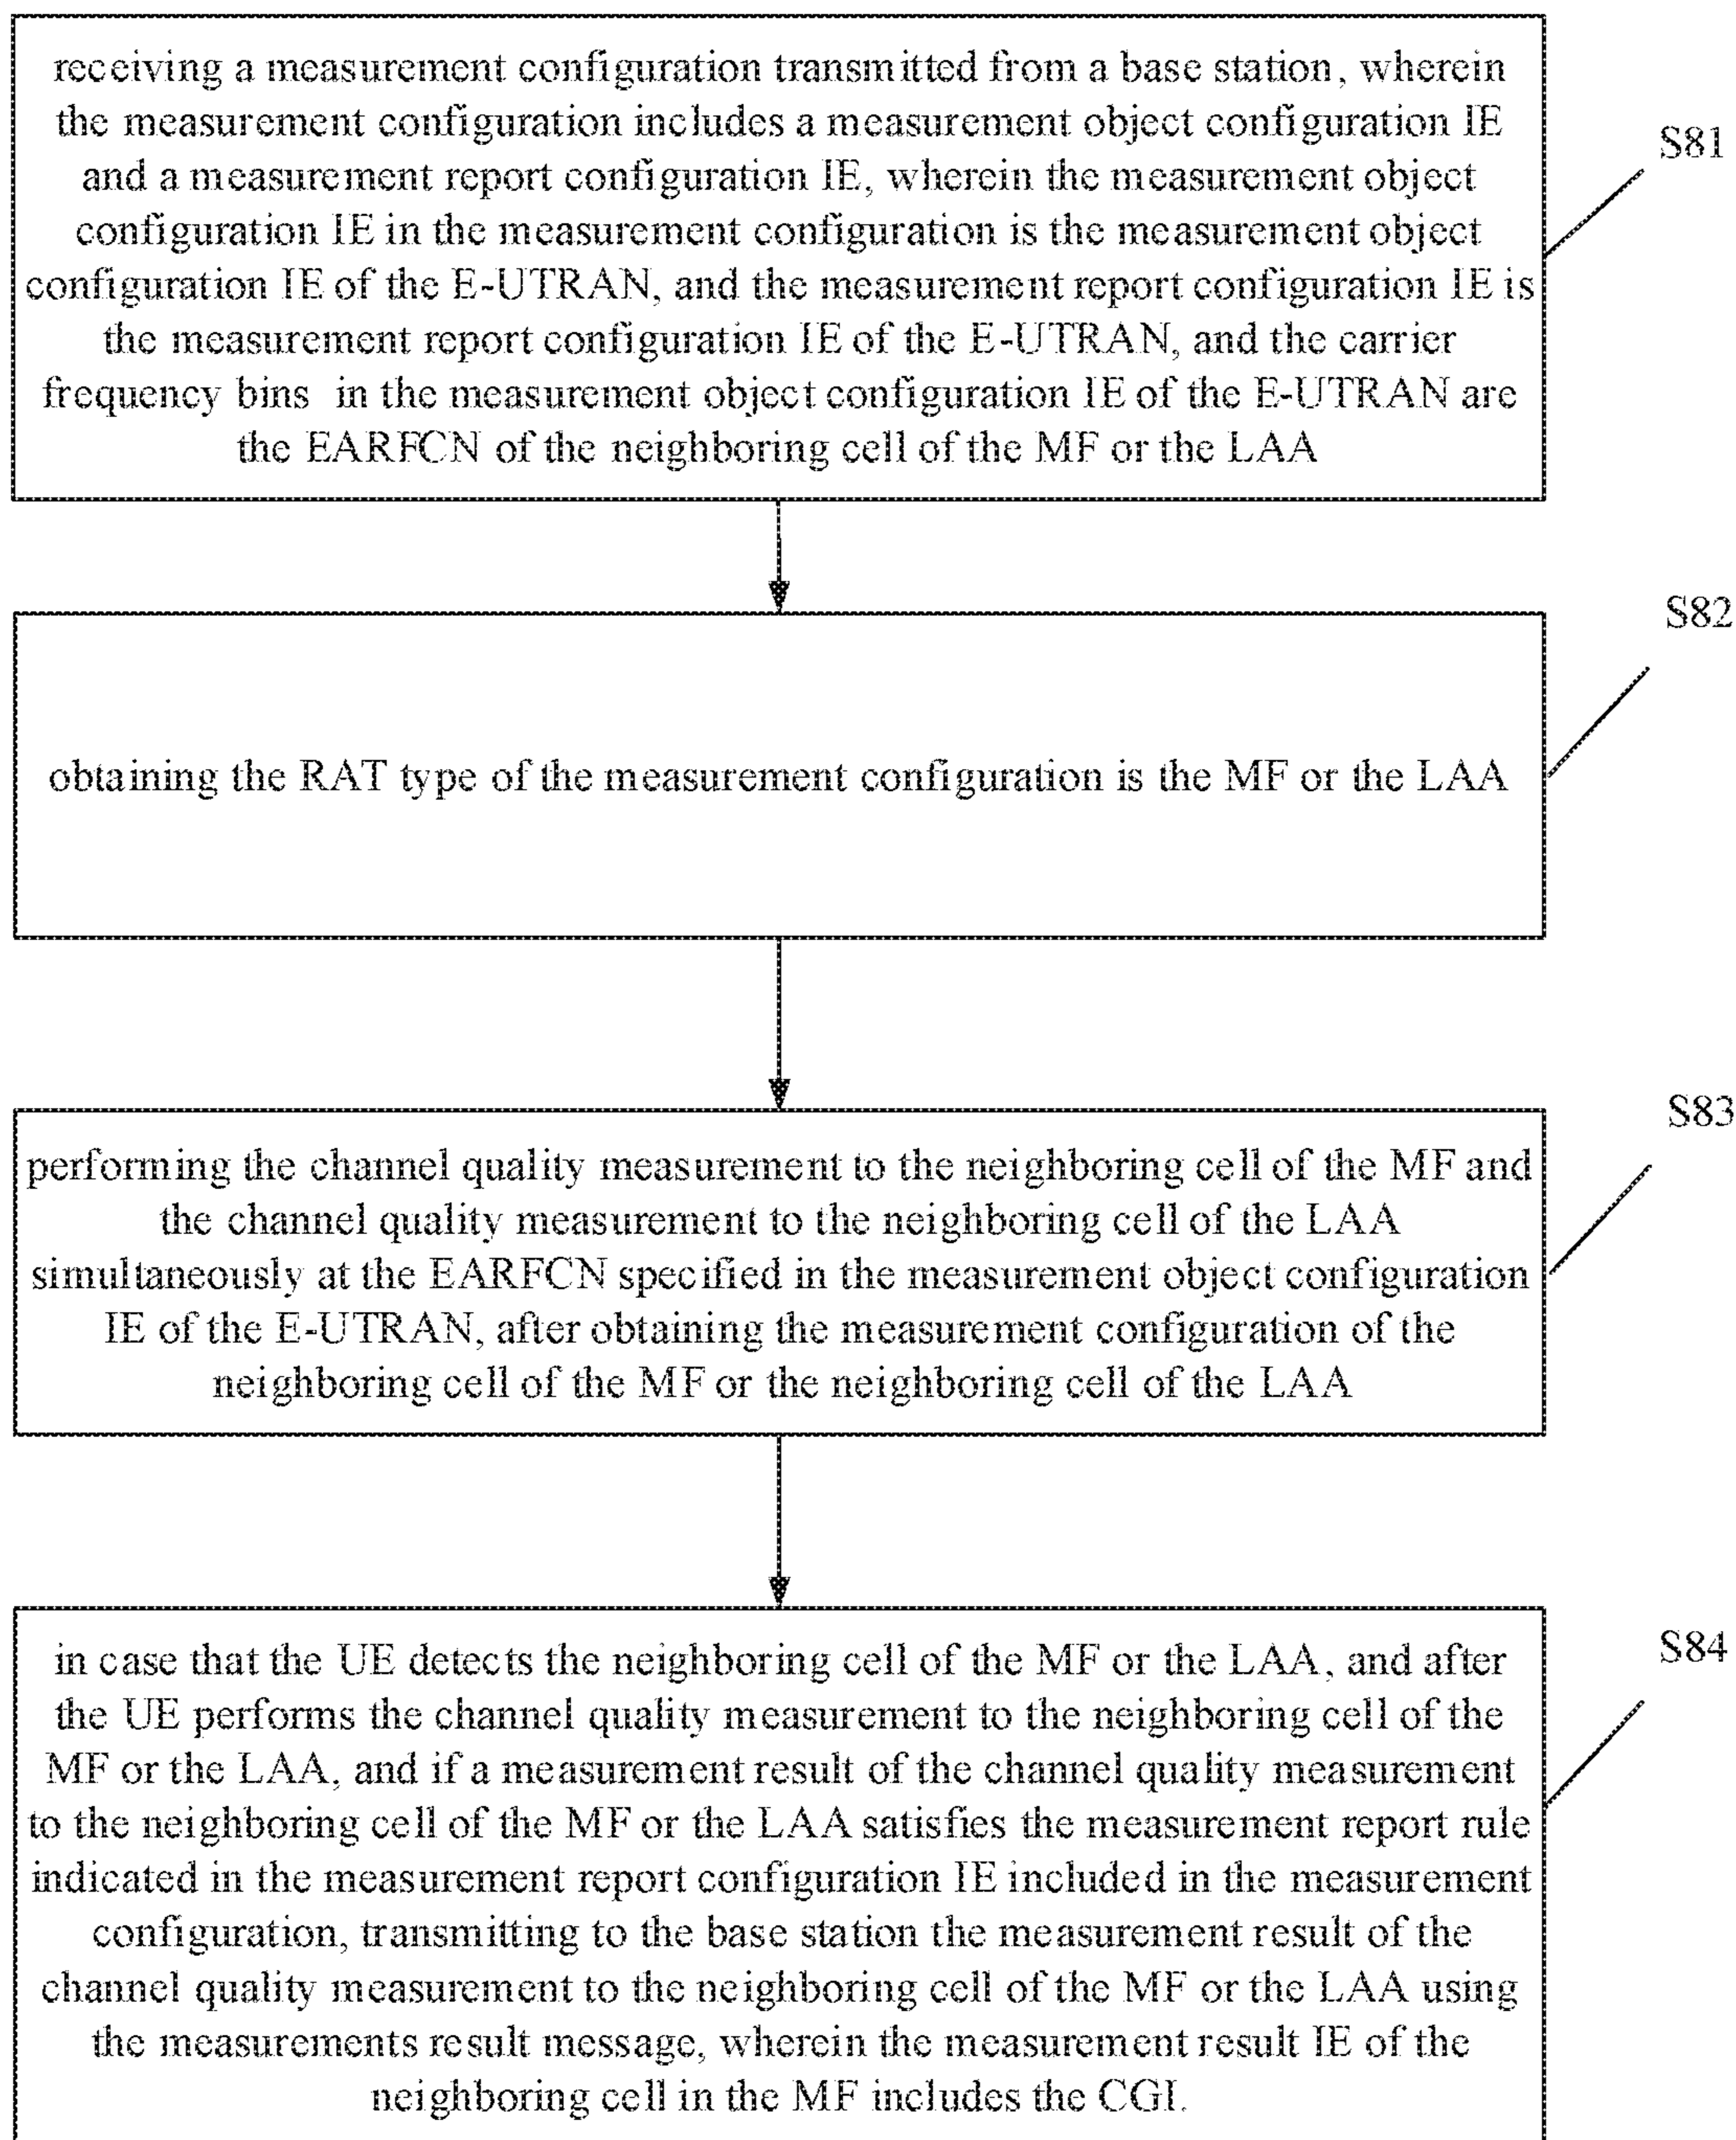 receiving a measurement configuration transmitted from a base station, wherein
the measurement configuration includes a measurement object configuration IE
and a measurement report configuration IE, wherein the measurement object
configuration IE in the measurement configuration is the measurement object
configuration IE of the E-UTRAN, and the measurement report configuration IE is
the measurement report configuration IE of the E-UTRAN, and the carrier
frequency bins in the measurement object configuration IE of the E-UTRAN are
the EARFCN of the neighboring cell of the MF or the LAA
S81
obtaining the RAT type of the measurement configuration is the MF or the LAA
S82
performing the channel quality measurement to the neighboring cell of the MF and
the channel quality measurement to the neighboring cell of the LAA
simultaneously at the EARFCN specified in the measurement object configuration
IE of the E-UTRAN, after obtaining the measurement configuration of the
neighboring cell of the MF or the neighboring cell of the LAA
S83
in case that the UE detects the neighboring cell of the MF or the LAA, and after
the UE performs the channel quality measurement to the neighboring cell of the
MF or the LAA, and if a measurement result of the channel quality measurement
to the neighboring cell of the MF or the LAA satisfies the measurement report rule
indicated in the measurement report configuration IE included in the measurement
configuration, transmitting to the base station the measurement result of the
channel quality measurement to the neighboring cell of the MF or the LAA using
the measurements result message, wherein the measurement result IE of the
neighboring cell in the MF includes the CGI.
S84